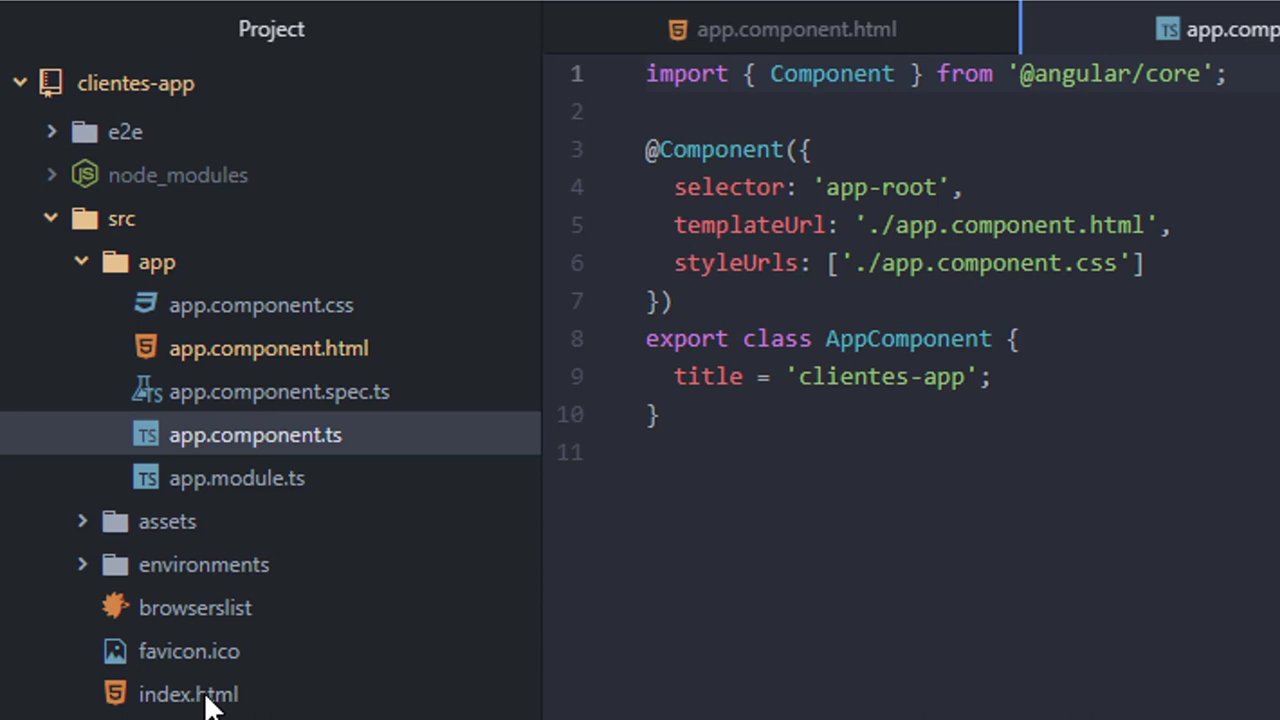 Project
clientes-app
e2e
node_modules
src
app
app.component.css
app.component.html
app.component.spec.ts
app.component.ts
app.module.ts
assets
environments
browserslist
favicon.ico
index.html
app.component.html
app.comp
1 import { Component } from '@angular/core';
2
3 @Component({
4 selector: 'app-root',
5 templateUrl: './app.component.html',
6 styleUrls: ['./app.component.css']
7 })
8 export class AppComponent {
9 title = 'clientes-app';
10 }
11